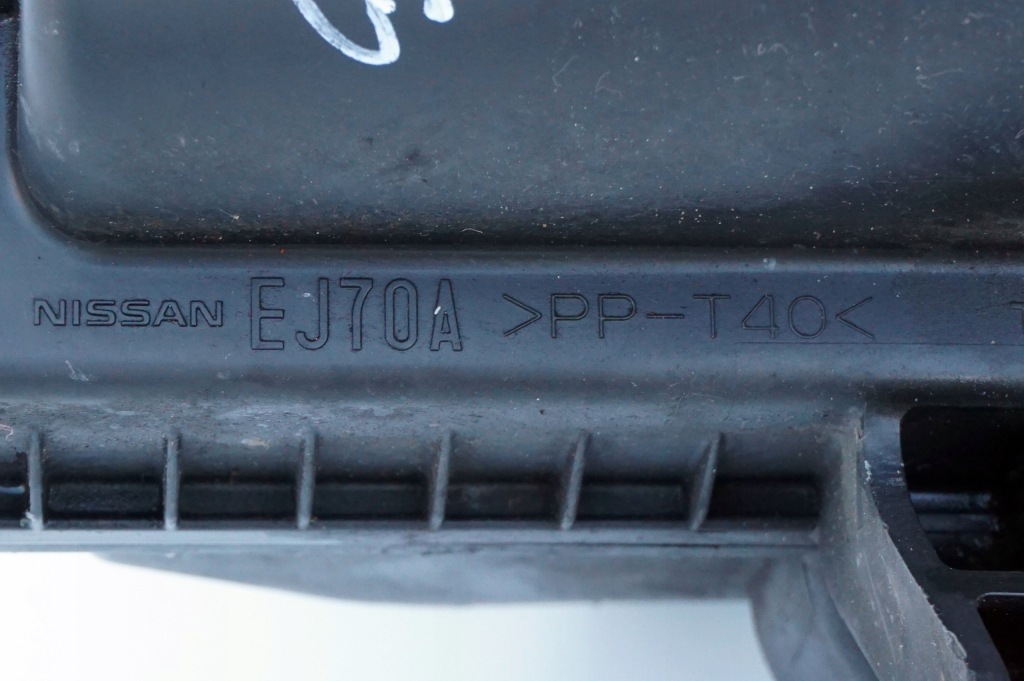 NISSAN EJ70A >PP-T40<